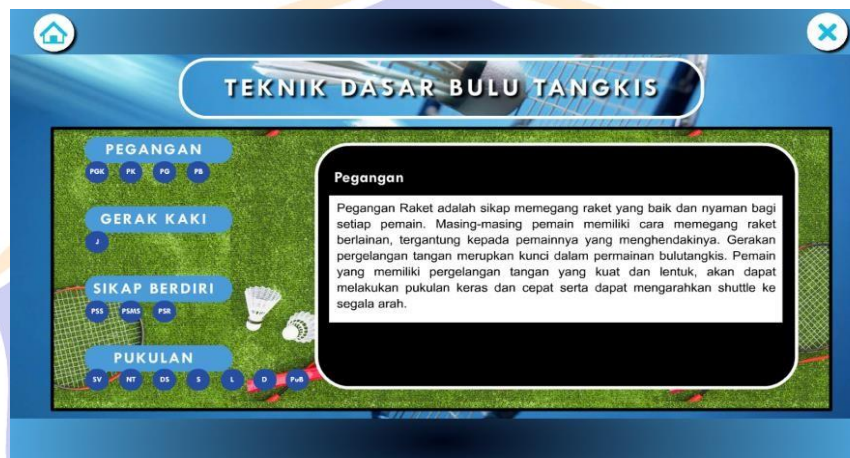 TEKNIK DASAR BULU TANGKIS
PEGANGAN
PGK PK PG PB
GERAK KAKI
J
SIKAP BERDIRI
PSS PSMS PSR
PUKULAN
SV NT DS S L D PuB
Pegangan
Pegangan Raket adalah sikap memegang raket yang baik dan nyaman bagi
setiap pemain. Masing-masing pemain memiliki cara memegang raket
berlainan, tergantung kepada pemainnya yang menghendakinya. Gerakan
pergelangan tangan merupkan kunci dalam permainan bulutangkis. Pemain
yang memiliki pergelangan tangan yang kuat dan lentuk, akan dapat
melakukan pukulan keras dan cepat serta dapat mengarahkan shuttle ke
segala arah.